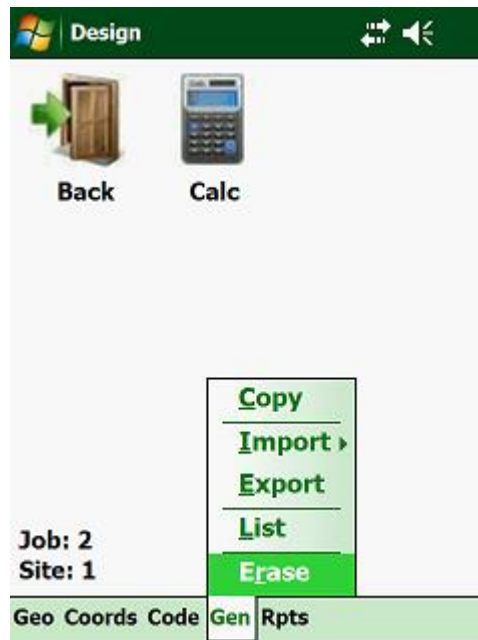 Design
Back Calc
Copy
Import
Export
List
Job: 2
Site: 1
Erase
Geo Coords Code Gen Rpts